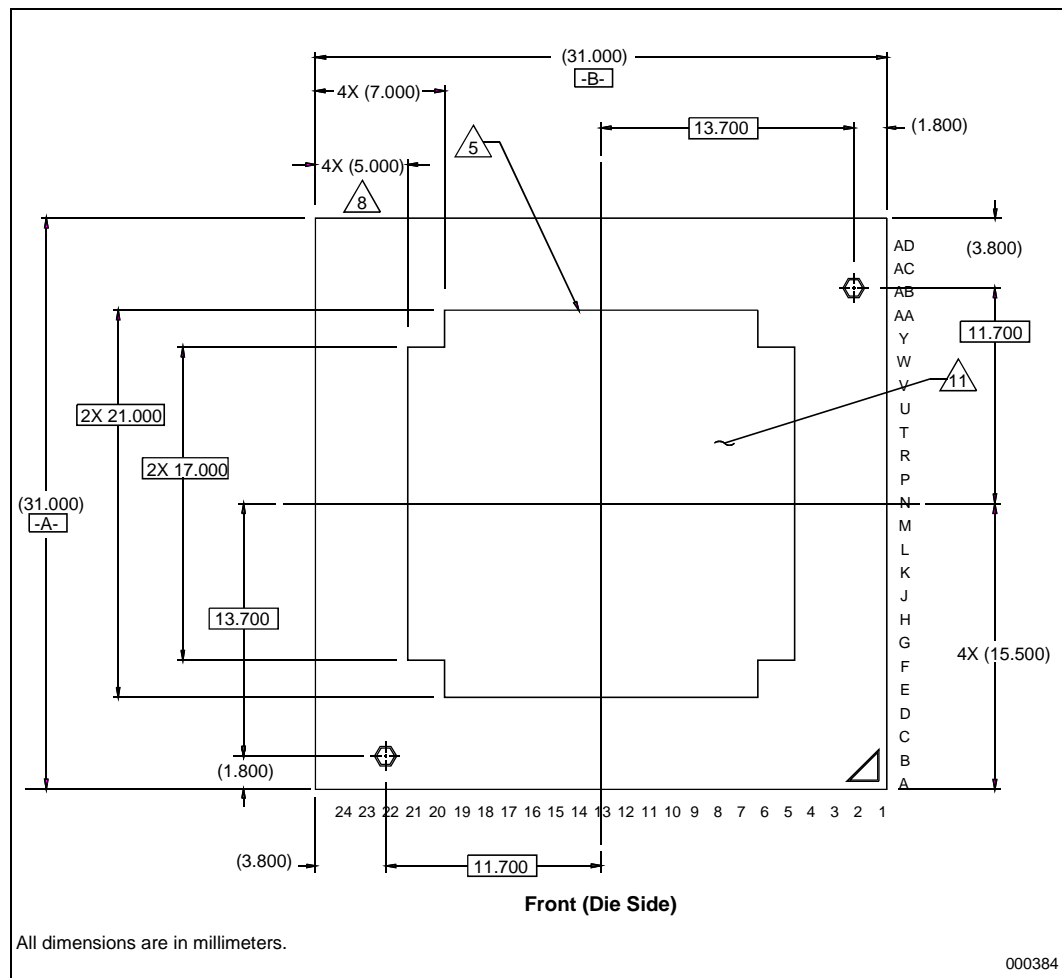 (31.000)
-B-
4X (7.000)
13.700
(1.800)
5
4X (5.000)
8
AD
(3.800)
AC
AB
AA
11.700
Y
W
11
V
U
2X 21.000
T
R
2X 17.000
P
(31.000)
N
-A-
M
L
K
J
13.700
H
G
4X (15.500)
F
E
D
C
(1.800)
B
A
24 23 22 21 20 19 18 17 16 15 14 13 12 11 10 9 8 7 6 5 4 3 2 1
(3.800)
11.700
Front (Die Side)
All dimensions are in millimeters.
000384